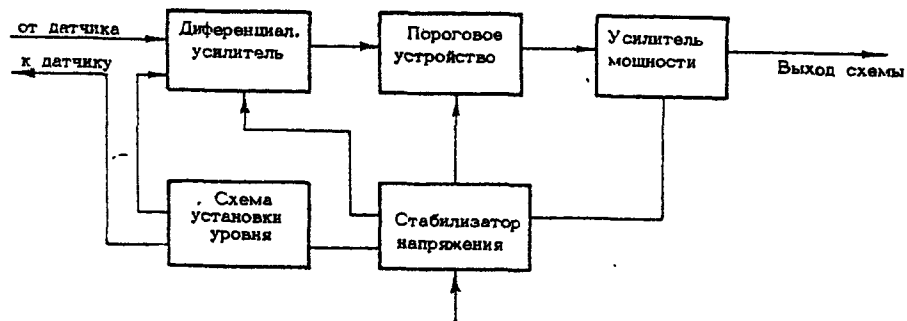 от датчика
к датчику
Диференциал.
усилитель
Пороговое
устройство
Усилитель
мощности
Выход схемы
Схема
установки
уровня
Стабилизатор
напряжения